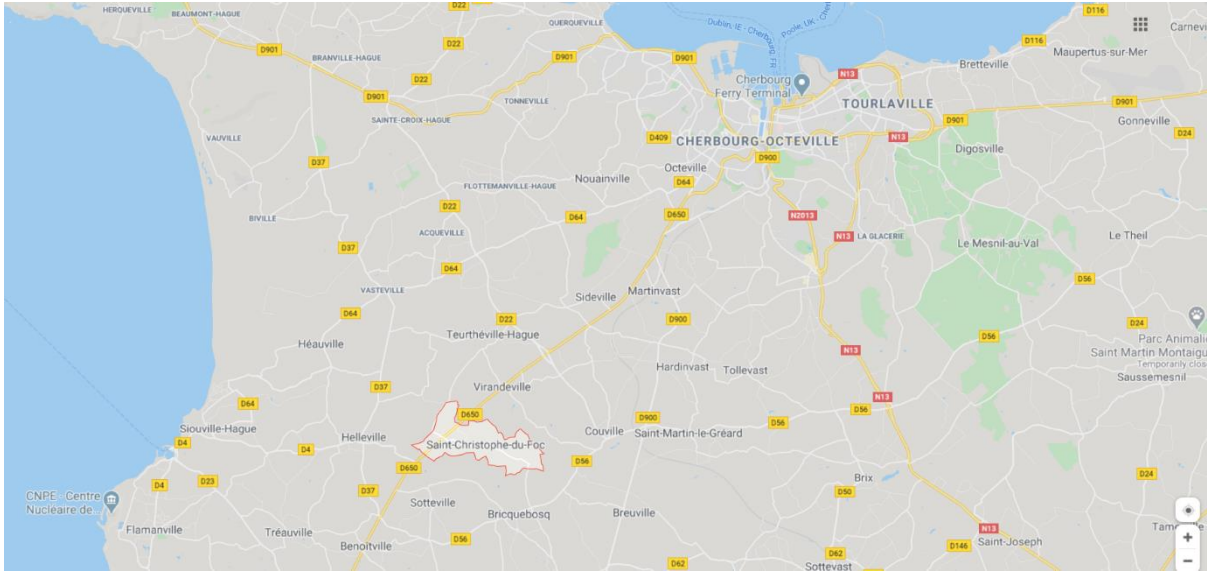 HERQUEVILLE
BEAUMONT-HAGUE
D22
QUERQUEVILLE
Dublin, IE - Cherbourg, FR
Poole, UK - Cherbourg
D116
D901
BRANVILLE-HAGUE
D22
D901
D901
D116
Maupertus-sur-Mer
D22
Cherbourg
Ferry Terminal
N13
Bretteville
D901
TONNEVILLE
TOURLAVILLE
D901
SAINTE-CROIX-HAGUE
D901
Gonneville
VAUVILLE
D409
CHERBOURG-OCTEVILLE
N13
D24
D37
D900
Digosville
Octeville
Nouainville
D64
FLOTTEMANVILLE-HAGUE
D22
BIVILLE
D64
D650
N2013
ACQUEVILLE
N13
LA GLACERIE
Le Theil
D37
Le Mesnil-au-Val
D64
D56
VASTEVILLE
Sideville
Martinvast
D64
D22
D900
D24
Teurthéville-Hague
D56
Héauville
N13
Parc Animali
Saint Martin Montaigu
Temporarily close
Hardinvast
Tollevast
Saussemesnil
D37
Virandeville
N13
D64
D650
D900
D56
Siouville-Hague
D56
Couville
Saint-Martin-le-Gréard
D4
Helleville
Saint-Christophe-du-Foc
D4
D56
D650
D24
D4
D23
D37
Brix
D50
CNPE - Centre
Nucléaire de...
Sotteville
Bricquebosq
Breuville
Flamanville
Tréauville
N13
D56
Saint-Joseph
Benoitville
D146
D62
D62
Sottevast